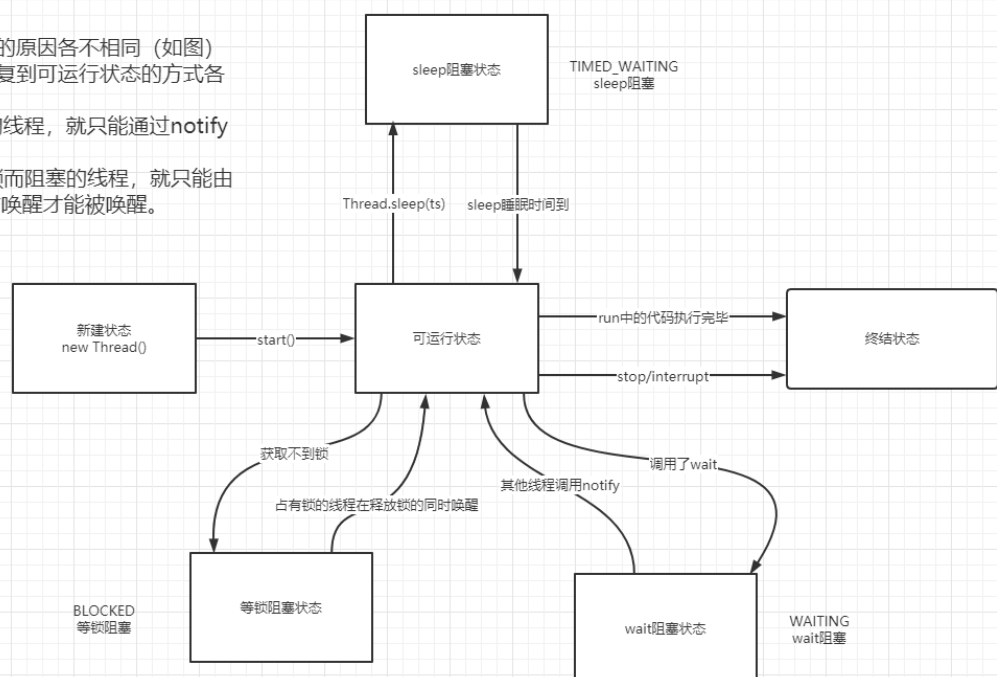 的原因各不相同（如图）
复到可运行状态的方式各
的线程，就只能通过notify
而阻塞的线程，就只能由
唤醒才能被唤醒。
sleep阻塞状态
TIMED_WAITING
sleep阻塞
Thread.sleep(ts)
sleep睡眠时间到
新建状态
new Thread()
start()
可运行状态
run中的代码执行完毕
stop/interrupt
终结状态
获取不到锁
占有锁的线程在释放锁的同时唤醒
其他线程调用notify
调用了wait
BLOCKED
等锁阻塞
等锁阻塞状态
wait阻塞状态
WAITING
wait阻塞